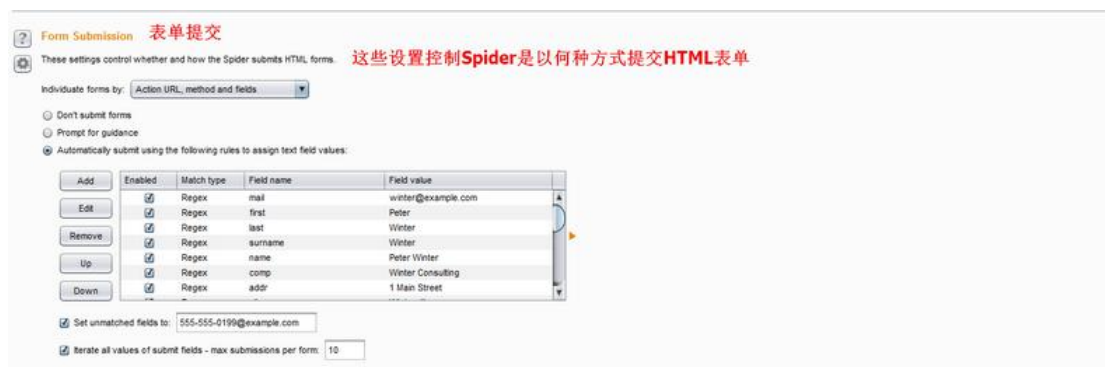 Form Submission 表单提交
These settings control whether and how the Spider submits HTML forms. 这些设置控制Spider是以何种方式提交HTML表单
Individuate forms by: Action URL, method and fields
Don't submit forms
Prompt for guidance
Automatically submit using the following rules to assign text field values:
Add Enabled Match type Field name Field value
Regex mail winter@example.com
Edit Regex first Peter
Regex last Winter
Remove Regex surname Winter
Regex name Peter Winter
Up Regex comp Winter Consulting
Down Regex addr 1 Main Street
Set unmatched fields to: 555-555-0199@example.com
Iterate all values of submit fields - max submissions per form: 10